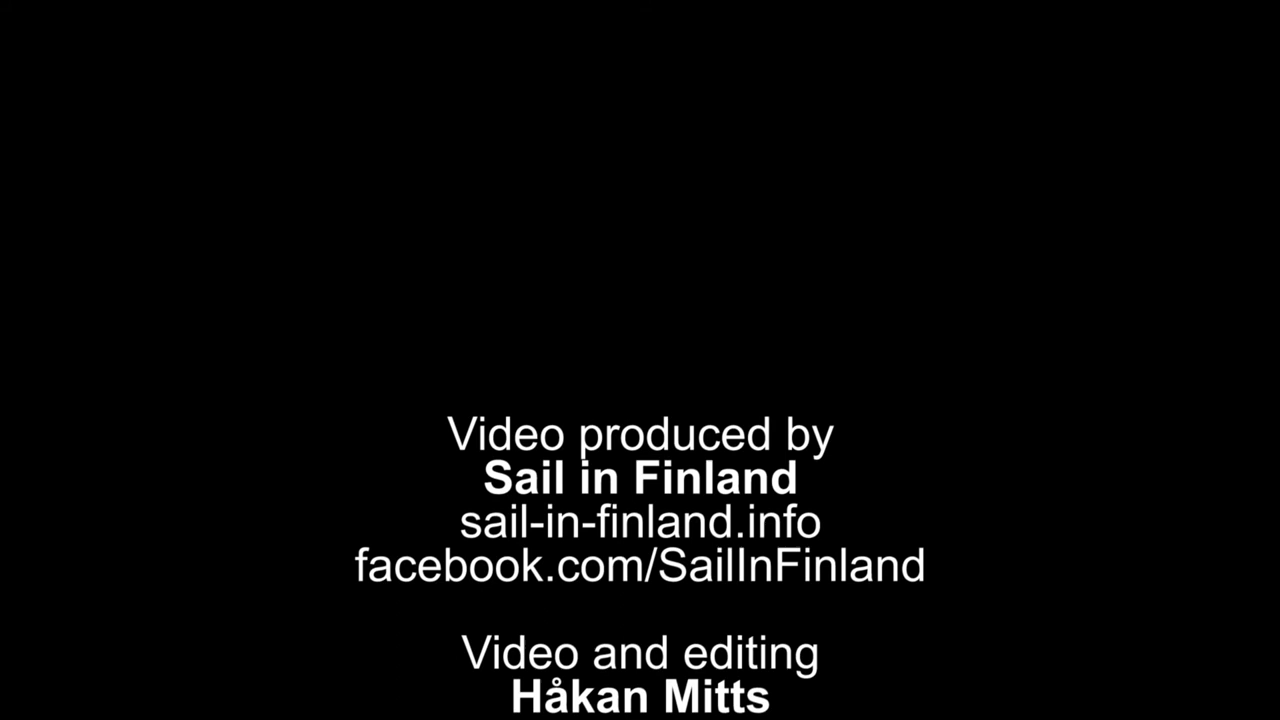 Video produced by
Sail in Finland
sail-in-finland.info
facebook.com/SailInFinland
Video and editing
Håkan Mitts